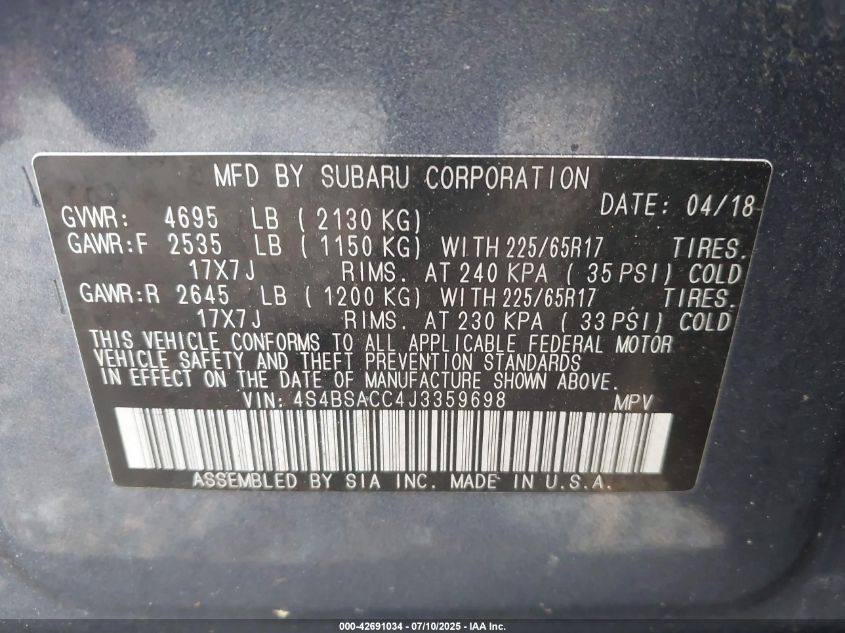 MFD BY SUBARU CORPORATION
DATE: 04/18
GVWR: 4695 LB ( 2130 KG)
GAWR:F 2535 LB ( 1150 KG) WITH 225/65R17 TIRES.
17X7J RIMS. AT 240 KPA ( 35 PSI) COLD
GAWR:R 2645 LB ( 1200 KG) WITH 225/65R17 TIRES.
17X7J RIMS. AT 230 KPA ( 33 PSI) COLD
THIS VEHICLE CONFORMS TO ALL APPLICABLE FEDERAL MOTOR
VEHICLE SAFETY AND THEFT PREVENTION STANDARDS
IN EFFECT ON THE DATE OF MANUFACTURE SHOWN ABOVE.
VIN: 4S4BSACC4J3359698 MPV
ASSEMBLED BY SIA INC. MADE IN U.S.A.
000-42691034 - 07/10/2025 - IAA Inc.